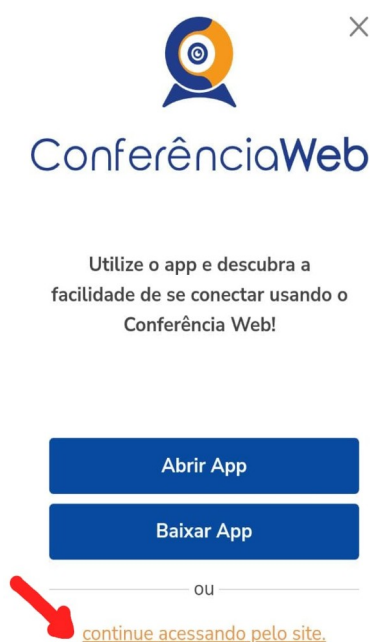 ConferênciaWeb
Utilize o app e descubra a
facilidade de se conectar usando o
Conferência Web!
Abrir App
Baixar App
ou
continue acessando pelo site.